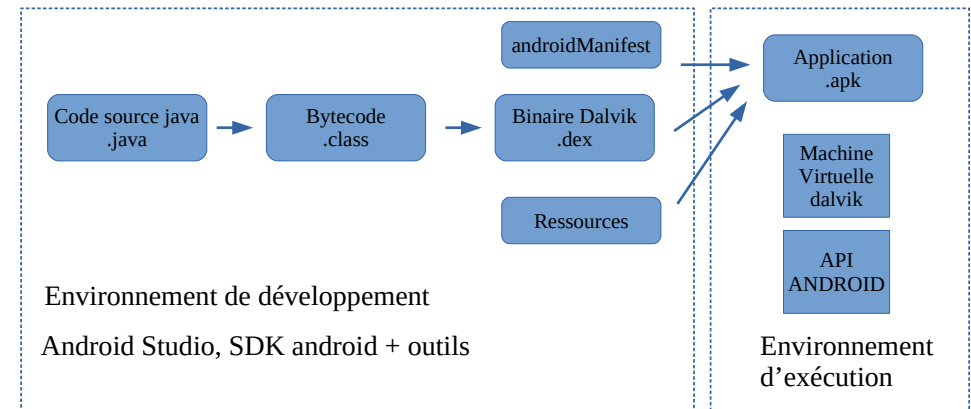 androidManifest
Application
.apk
Code source java
.java
Bytecode
.class
Binaire Dalvik
.dex
Machine
Virtuelle
dalvik
Ressources
API
ANDROID
Environnement de développement
Android Studio, SDK android + outils
Environnement
d’exécution